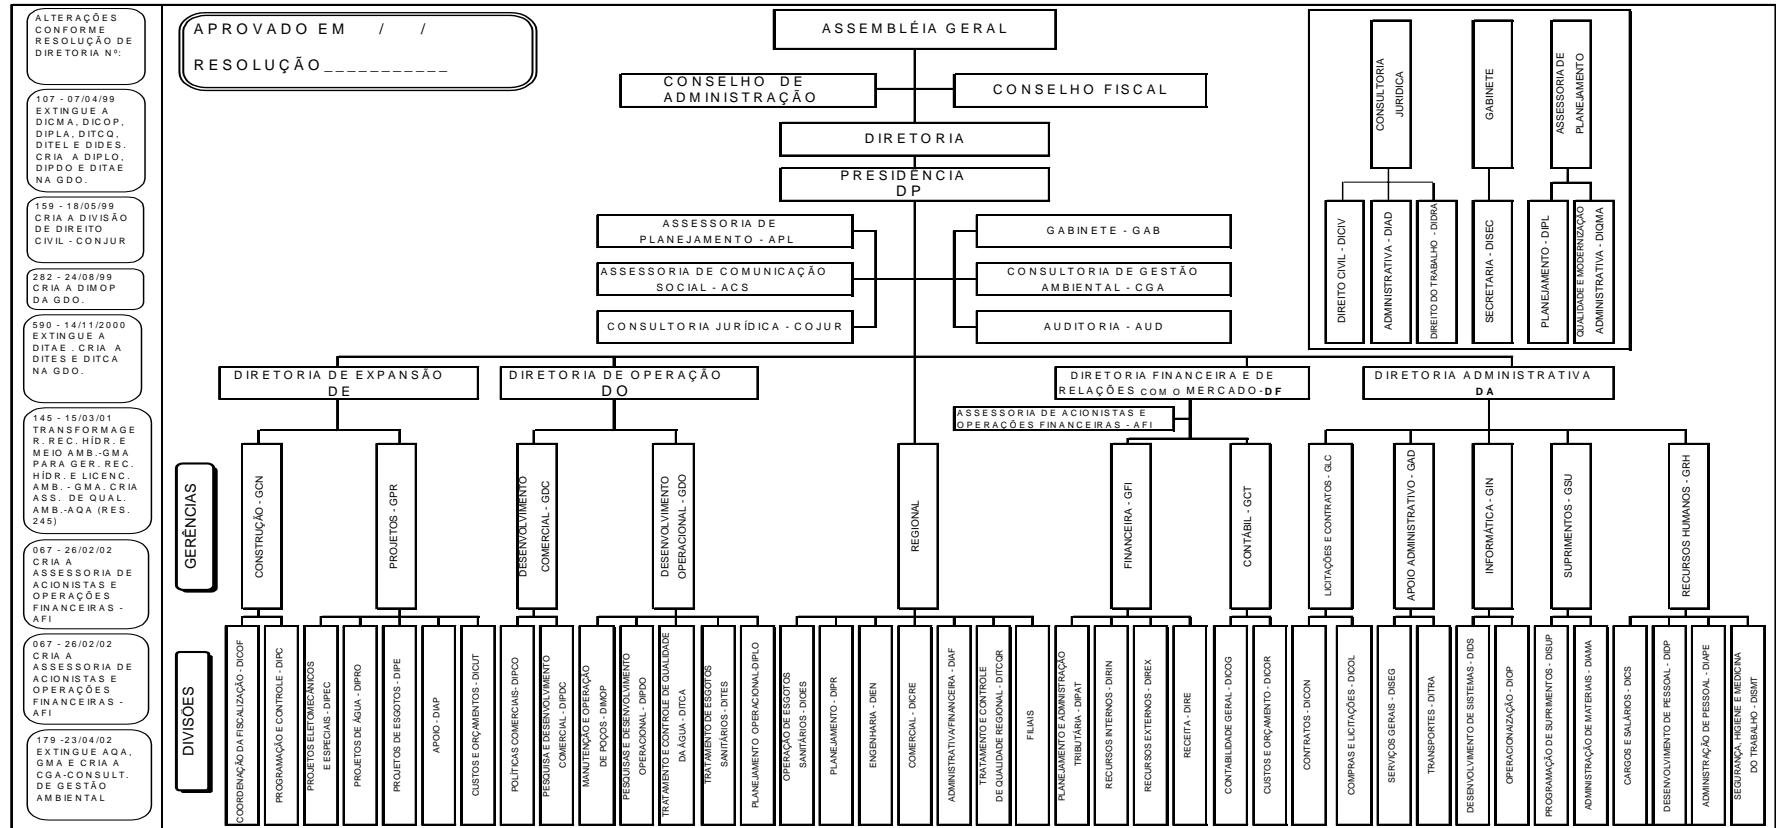 ALTERAÇÕES
CONFORME
RESOLUÇÃO DE
DIRETORIA Nº:
107 - 07/04/99
EXTINGUE A
DICMA, DICOP,
DIPLA, DITCQ,
DITEL E DIDES.
CRIA A DIPLO,
DIPDO E DITAE
NA GDO.
159 - 18/05/99
CRIA A DIVISÃO
DE DIREITO
CIVIL - CONJUR
282 - 24/08/99
CRIA A DIMOP
DA GDO.
590 - 14/11/2000
EXTINGUE A
DITAE . CRIA A
DITES E DITCA
NA GDO.
145 - 15/03/01
TRANSFORMAGE
R. REC. HÍDR. E
MEIO AMB.-GMA
PARA GER. REC.
HÍDR. E LICENC.
AMB. - GMA. CRIA
ASS. DE QUAL.
AMB.-AQA (RES.
245)
067 - 26/02/02
CRIA A
ASSESSORIA DE
ACIONISTAS E
OPERAÇÕES
FINANCEIRAS -
AFI
067 - 26/02/02
CRIA A
ASSESSORIA DE
ACIONISTAS E
OPERAÇÕES
FINANCEIRAS -
AFI
179 -23/04/02
EXTINGUE AQA,
GMA E CRIA A
CGA-CONSULT.
DE GESTÃO
AMBIENTAL
APROVADO EM / /
RESOLUÇÃO___________
ASSEMBLÉIA GERAL
CONSELHO DE
ADMINISTRAÇÃO
CONSELHO FISCAL
DIRETORIA
PRESIDÊNCIA
DP
ASSESSORIA DE
PLANEJAMENTO - APL
GABINETE - GAB
ASSESSORIA DE COMUNICAÇÃO
SOCIAL - ACS
CONSULTORIA DE GESTÃO
AMBIENTAL - CGA
CONSULTORIA JURÍDICA - COJUR
AUDITORIA - AUD
CONSULTORIA
JURIDICA
GABINETE
ASSESSORIA DE
PLANEJAMENTO
DIREITO CIVIL - DICIV
ADMINISTRATIVA - DIAD
DIREITO DO TRABALHO - DIDRA
SECRETARIA - DISEC
PLANEJAMENTO - DIPL
QUALIDADE E MODERNIZAÇÃO
ADMINISTRATIVA - DIQMA
DIRETORIA DE EXPANSÃO
DE
DIRETORIA DE OPERAÇÃO
DO
DIRETORIA FINANCEIRA E DE
RELAÇÕES COM O MERCADO-DF
DIRETORIA ADMINISTRATIVA
DA
ASSESSORIA DE ACIONISTAS E
OPERAÇÕES FINANCEIRAS - AFI
GERÊNCIAS
CONSTRUÇÃO - GCN
PROJETOS - GPR
DESENVOLVIMENTO
COMERCIAL - GDC
DESENVOLVIMENTO
OPERACIONAL - GDO
REGIONAL
FINANCEIRA - GFI
CONTÁBIL - GCT
LICITAÇÕES E CONTRATOS - GLC
APOIO ADMINISTRATIVO - GAD
INFORMÁTICA - GIN
SUPRIMENTOS - GSU
RECURSOS HUMANOS - GRH
DIVISÕES
COORDENAÇÃO DA FISCALIZAÇÃO - DICOF
PROGRAMAÇÃO E CONTROLE - DIPC
PROJETOS ELETOMECÂNICOS
E ESPECIAIS - DIPEC
PROJETOS DE ÁGUA - DIPRO
PROJETOS DE ESGOTOS - DIPE
APOIO - DIAP
CUSTOS E ORÇAMENTOS - DICUT
POLÍTICAS COMERCIAIS- DIPCO
PESQUISA E DESENVOLVIMENTO
COMERCIAL - DIPDC
MANUTENÇÃO E OPERAÇÃO
DE POÇOS - DIMOP
PESQUISAS E DESENVOLVIMENTO
OPERACIONAL - DIPDO
TRATAMENTO E CONTROLE DE QUALIDADE
DA ÁGUA - DITCA
TRATAMENTO DE ESGOTOS
SANITÁRIOS - DITES
PLANEJAMENTO OPERACIONAL-DIPLO
OPERAÇÃO DE ESGOTOS
SANITÁRIOS - DIOES
PLANEJAMENTO - DIPR
ENGENHARIA - DIEN
COMERCIAL - DICRE
ADMINISTRATIVA/FINANCEIRA - DIAF
TRATAMENTO E CONTROLE
DE QUALIDADE REGIONAL - DITCQR
FILIAIS
PLANEJAMENTO E ADMINISTRAÇÃO
TRIBUTÁRIA - DIPAT
RECURSOS INTERNOS - DIRIN
RECURSOS EXTERNOS - DIREX
RECEITA - DIRE
CONTABILIDADE GERAL - DICOG
CUSTOS E ORÇAMENTO - DICOR
CONTRATOS - DICON
COMPRAS E LICITAÇÕES - DICOL
SERVIÇOS GERAIS - DISEG
TRANSPORTES - DITRA
DESENVOLVIMENTO DE SISTEMAS - DIDS
OPERACIONALIZAÇÃO - DIOP
PROGRAMAÇÃO DE SUPRIMENTOS - DISUP
ADMINISTRAÇÃO DE MATERIAIS - DIAMA
CARGOS E SALÁRIOS - DICS
DESENVOLVIMENTO DE PESSOAL - DIDP
ADMINISTRAÇÃO DE PESSOAL - DIAPE
SEGURANÇA, HIGIENE E MEDICINA
DO TRABALHO - DISMT